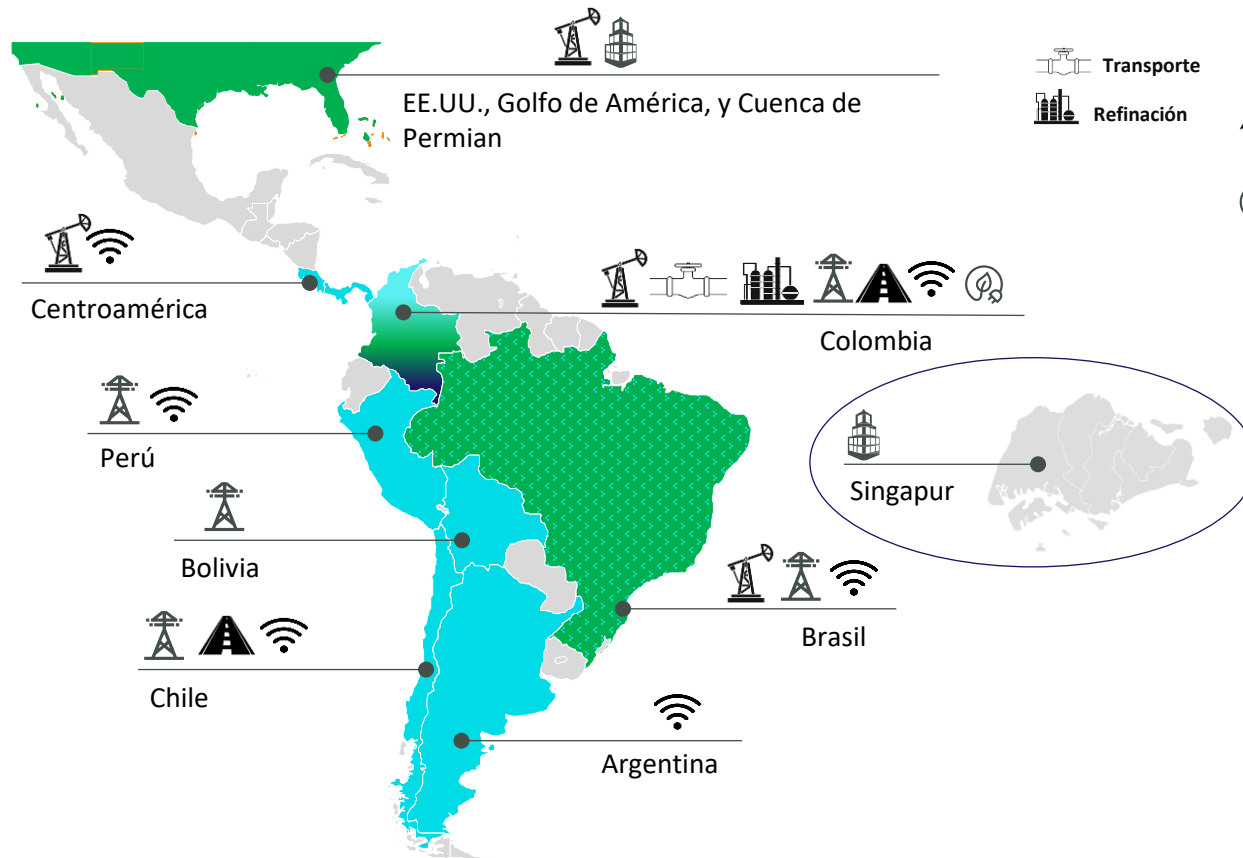 EE.UU., Golfo de América, y Cuenca de
Permian
Transporte
Refinación
Centroamérica
Colombia
Perú
Singapur
Bolivia
Brasil
Chile
Argentina